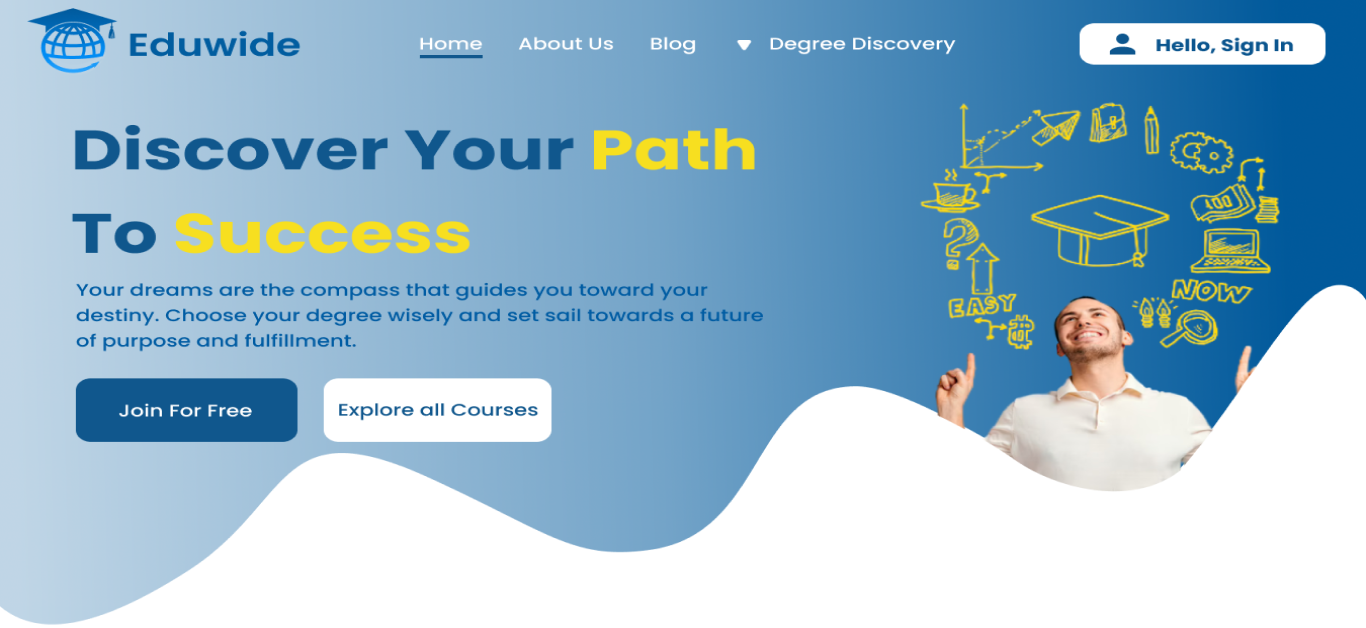 Eduwide
Home About Us Blog Degree Discovery
Hello, Sign In
Discover Your Path
To Success
Your dreams are the compass that guides you toward your
destiny. Choose your degree wisely and set sail towards a future
of purpose and fulfillment.
Join For Free
Explore all Courses
100
?
EASY
NOW